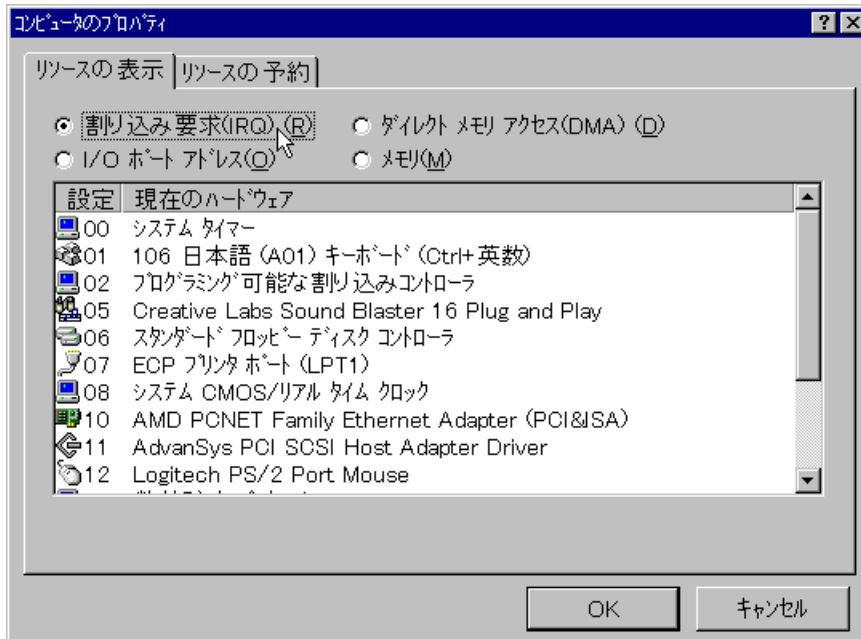 コンピュータのプロパティ
リソースの 表示 リソースの 予約
割り込み要求(IRQ) (R) ダイレクト メモリ アクセス(DMA) (D)
I/O ポート アドレス(O) メモリ(M)
設定 現在のハードウェア
00 システム タイマー
01 106 日本語 (A01) キーボード (Ctrl+英数)
02 プログラミング可能な割り込みコントローラ
05 Creative Labs Sound Blaster 16 Plug and Play
06 スタンダード フロッピー ディスク コントローラ
07 ECP プリンタ ポート (LPT1)
08 システム CMOS/リアル タイム クロック
10 AMD PCNET Family Ethernet Adapter (PCI&ISA)
11 AdvanSys PCI SCSI Host Adapter Driver
12 Logitech PS/2 Port Mouse
OK キャンセル